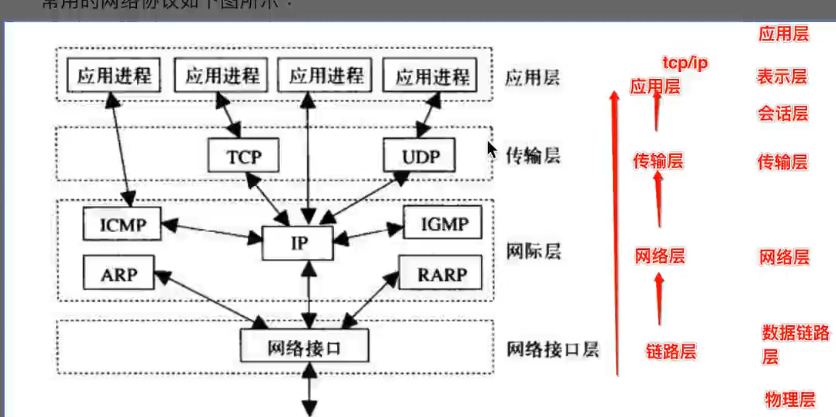 常用的网络协议如下图所示：
应用层
应用进程 应用进程 应用进程 应用进程 应用层
tcp/ip
应用层
表示层
会话层
TCP UDP 传输层 传输层 传输层
ICMP IP IGMP
网际层 网络层 网络层
ARP RARP
网络接口 网络接口层 链路层
数据链路
层
物理层